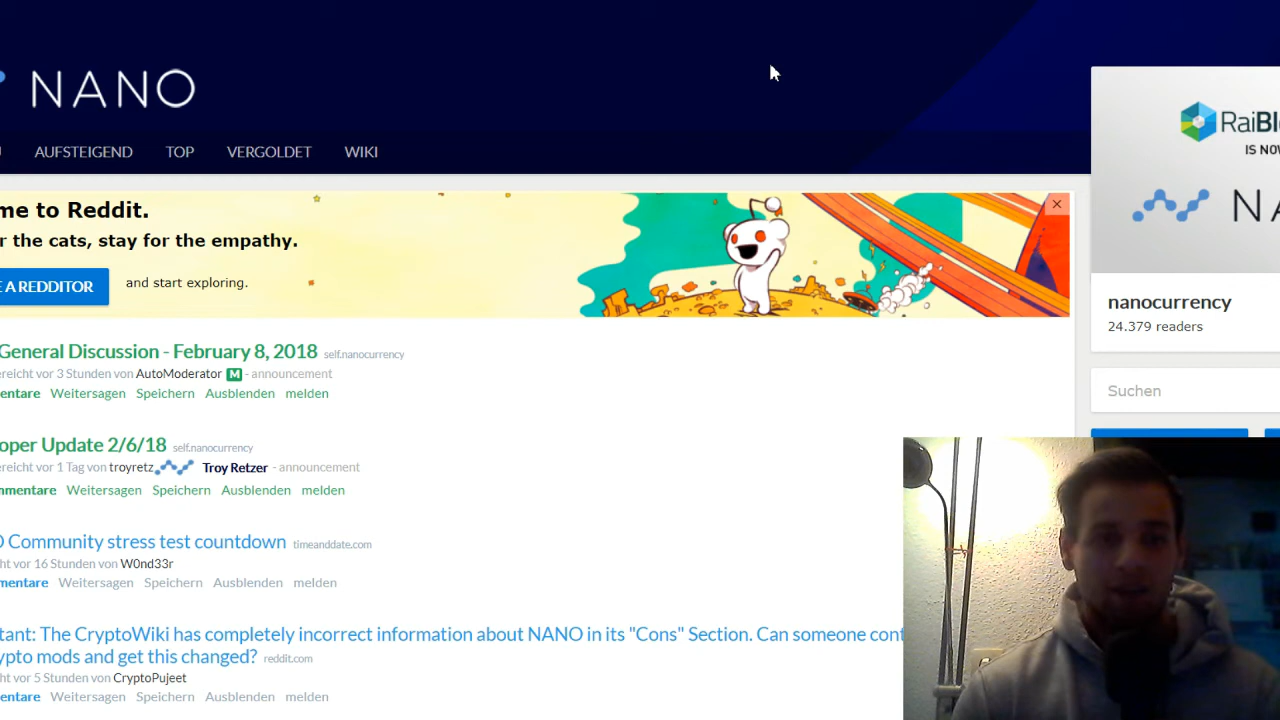 NANO
AUFSTEIGEND TOP VERGOLDET WIKI
RaiBl
IS NOW
NA
me to Reddit.
r the cats, stay for the empathy.
E A REDDITOR and start exploring.
nanocurrency
24.379 readers
Suchen
General Discussion - February 8, 2018 self.nanocurrency
ereicht vor 3 Stunden von AutoModerator M - announcement
entare Weitersagen Speichern Ausblenden melden
oper Update 2/6/18 self.nanocurrency
ereicht vor 1 Tag von troyretz Troy Retzer - announcement
mmentare Weitersagen Speichern Ausblenden melden
O Community stress test countdown timeanddate.com
ht vor 16 Stunden von W0nd33r
mentare Weitersagen Speichern Ausblenden melden
tant: The CryptoWiki has completely incorrect information about NANO in its "Cons" Section. Can someone cont
ypto mods and get this changed? reddit.com
ht vor 5 Stunden von CryptoPujeet
entare Weitersagen Speichern Ausblenden melden